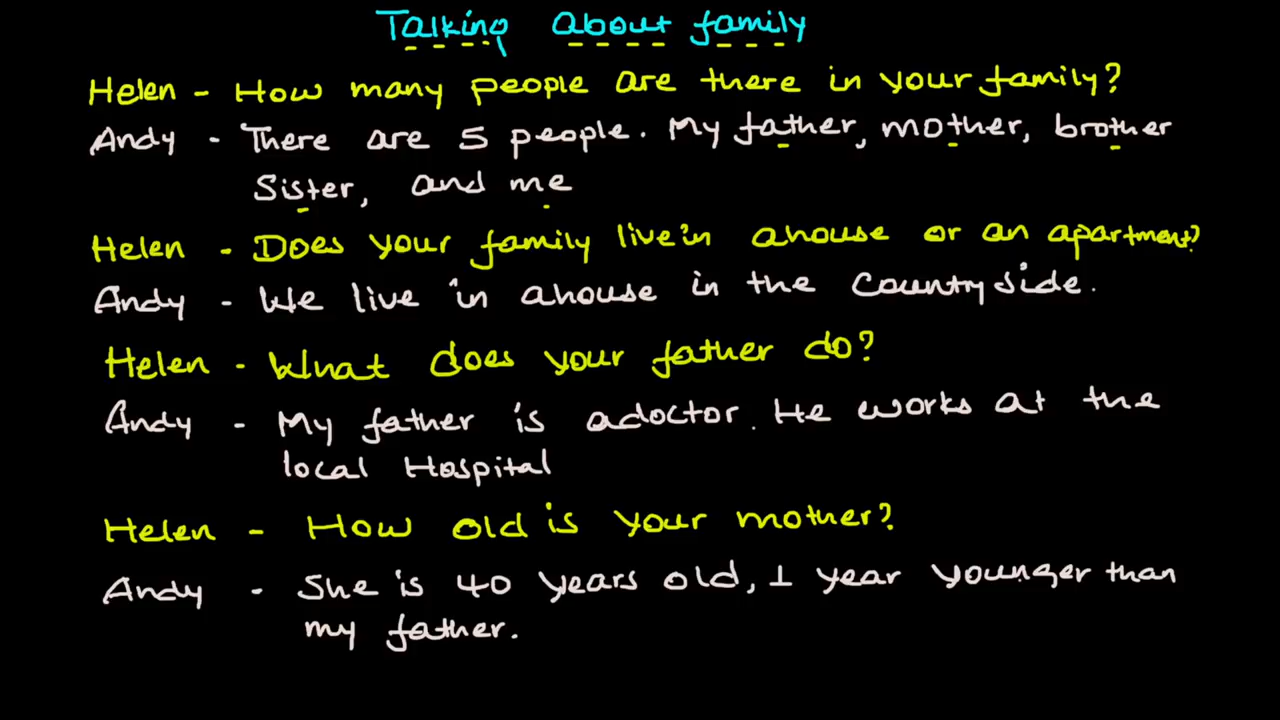 Talking about family
Helen - How many people are there in your family?
Andy - There are 5 people. My father, mother, brother
Sister, and me
Helen - Does your family live in a house or an apartment?
Andy - We live in a house in the Countryside.
Helen - What does your father do?
Andy - My father is a doctor. He works at the
local Hospital
Helen - How old is your mother?
Andy - She is 40 years old, 1 year younger than
my father.